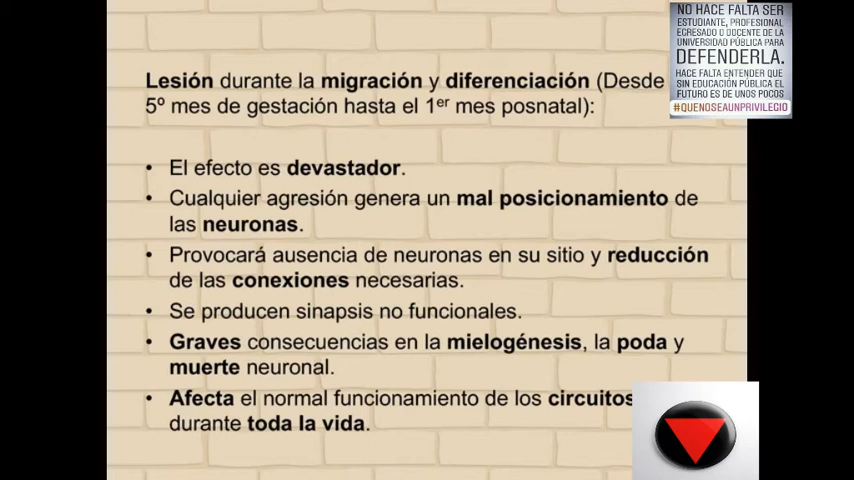 Lesión durante la migración y diferenciación (Desde
5º mes de gestación hasta el 1er mes posnatal):
• El efecto es devastador.
• Cualquier agresión genera un mal posicionamiento de
las neuronas.
• Provocará ausencia de neuronas en su sitio y reducción
de las conexiones necesarias.
• Se producen sinapsis no funcionales.
• Graves consecuencias en la mielogénesis, la poda y
muerte neuronal.
• Afecta el normal funcionamiento de los circuitos
durante toda la vida.
NO HACE FALTA SER
ESTUDIANTE, PROFESIONAL
EGRESADO O DOCENTE DE LA
UNIVERSIDAD PÚBLICA PARA
DEFENDERLA.
HACE FALTA ENTENDER QUE
SIN EDUCACIÓN PÚBLICA EL
FUTURO ES DE UNOS POCOS
#QUENOSEAUNPRIVILEGIO